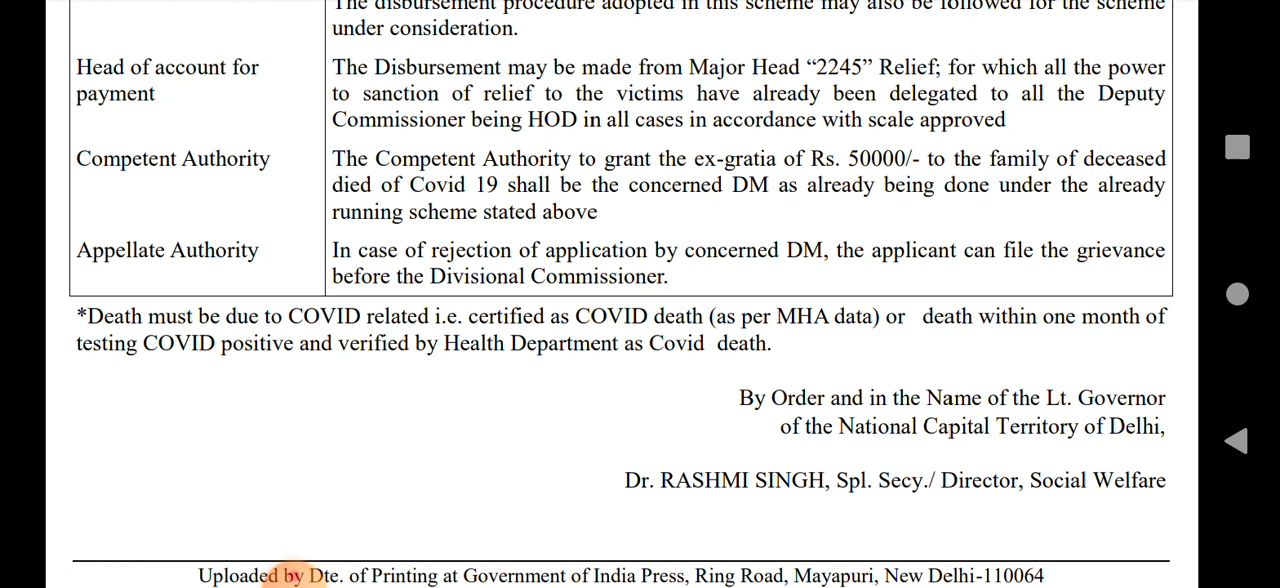 The disbursement procedure adopted in this scheme may also be followed for the scheme
under consideration.
Head of account for
payment
The Disbursement may be made from Major Head “2245” Relief; for which all the power
to sanction of relief to the victims have already been delegated to all the Deputy
Commissioner being HOD in all cases in accordance with scale approved
Competent Authority
The Competent Authority to grant the ex-gratia of Rs. 50000/- to the family of deceased
died of Covid 19 shall be the concerned DM as already being done under the already
running scheme stated above
Appellate Authority
In case of rejection of application by concerned DM, the applicant can file the grievance
before the Divisional Commissioner.
*Death must be due to COVID related i.e. certified as COVID death (as per MHA data) or death within one month of
testing COVID positive and verified by Health Department as Covid death.
By Order and in the Name of the Lt. Governor
of the National Capital Territory of Delhi,
Dr. RASHMI SINGH, Spl. Secy./ Director, Social Welfare
Uploaded by Dte. of Printing at Government of India Press, Ring Road, Mayapuri, New Delhi-110064